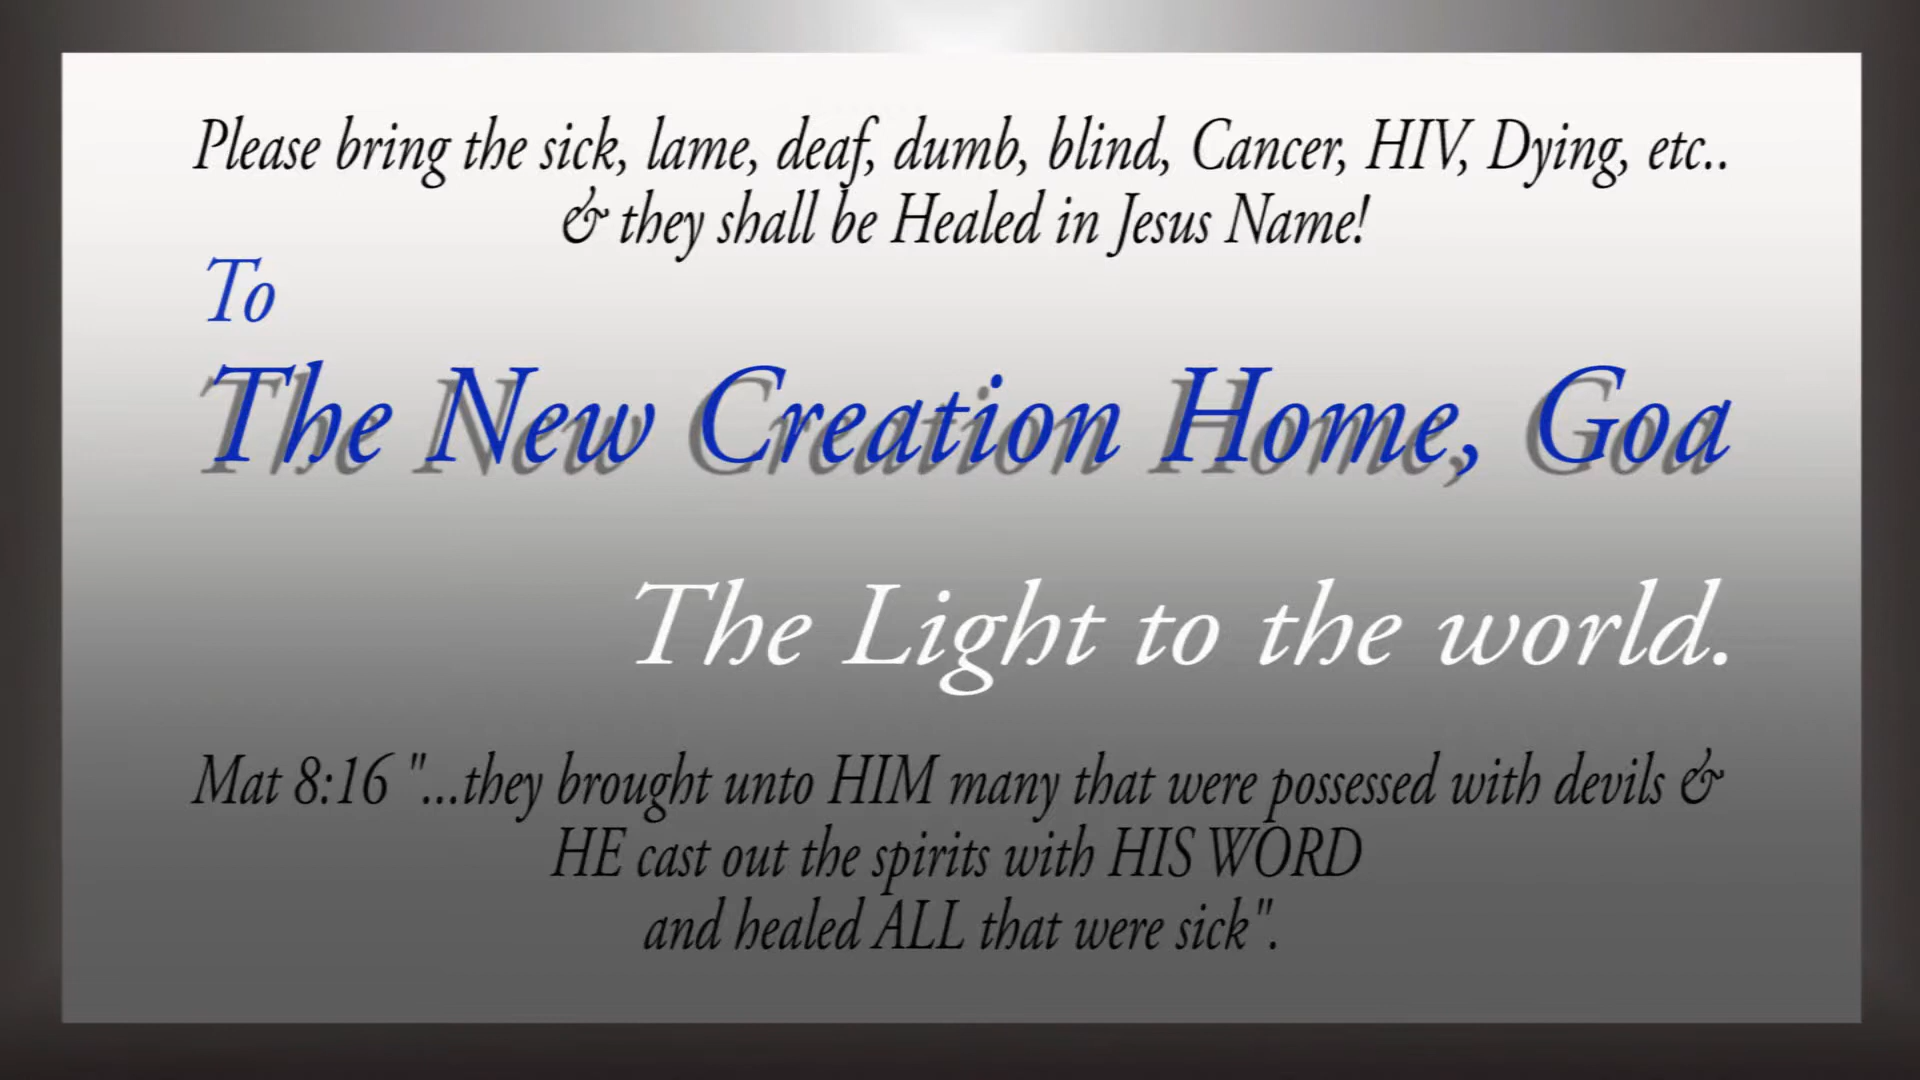 Please bring the sick, lame, deaf, dumb, blind, Cancer, HIV, Dying, etc..
& they shall be Healed in Jesus Name!
To
The New Creation Home, Goa
The Light to the world.
Mat 8:16 "...they brought unto HIM many that were possessed with devils &
HE cast out the spirits with HIS WORD
and healed ALL that were sick".